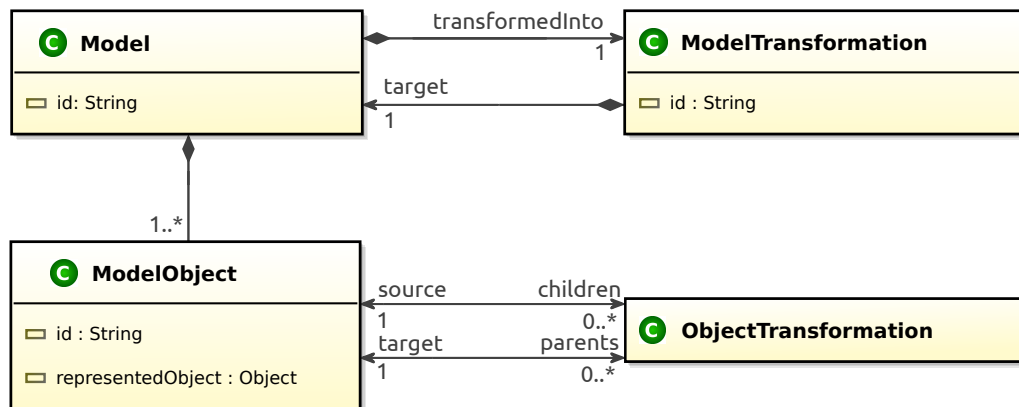 C Model
id: String
transformedInto
1
C ModelTransformation
id : String
target
1
1..*
C ModelObject
id : String
representedObject : Object
source children
1 0..*
target parents
1 0..*
C ObjectTransformation